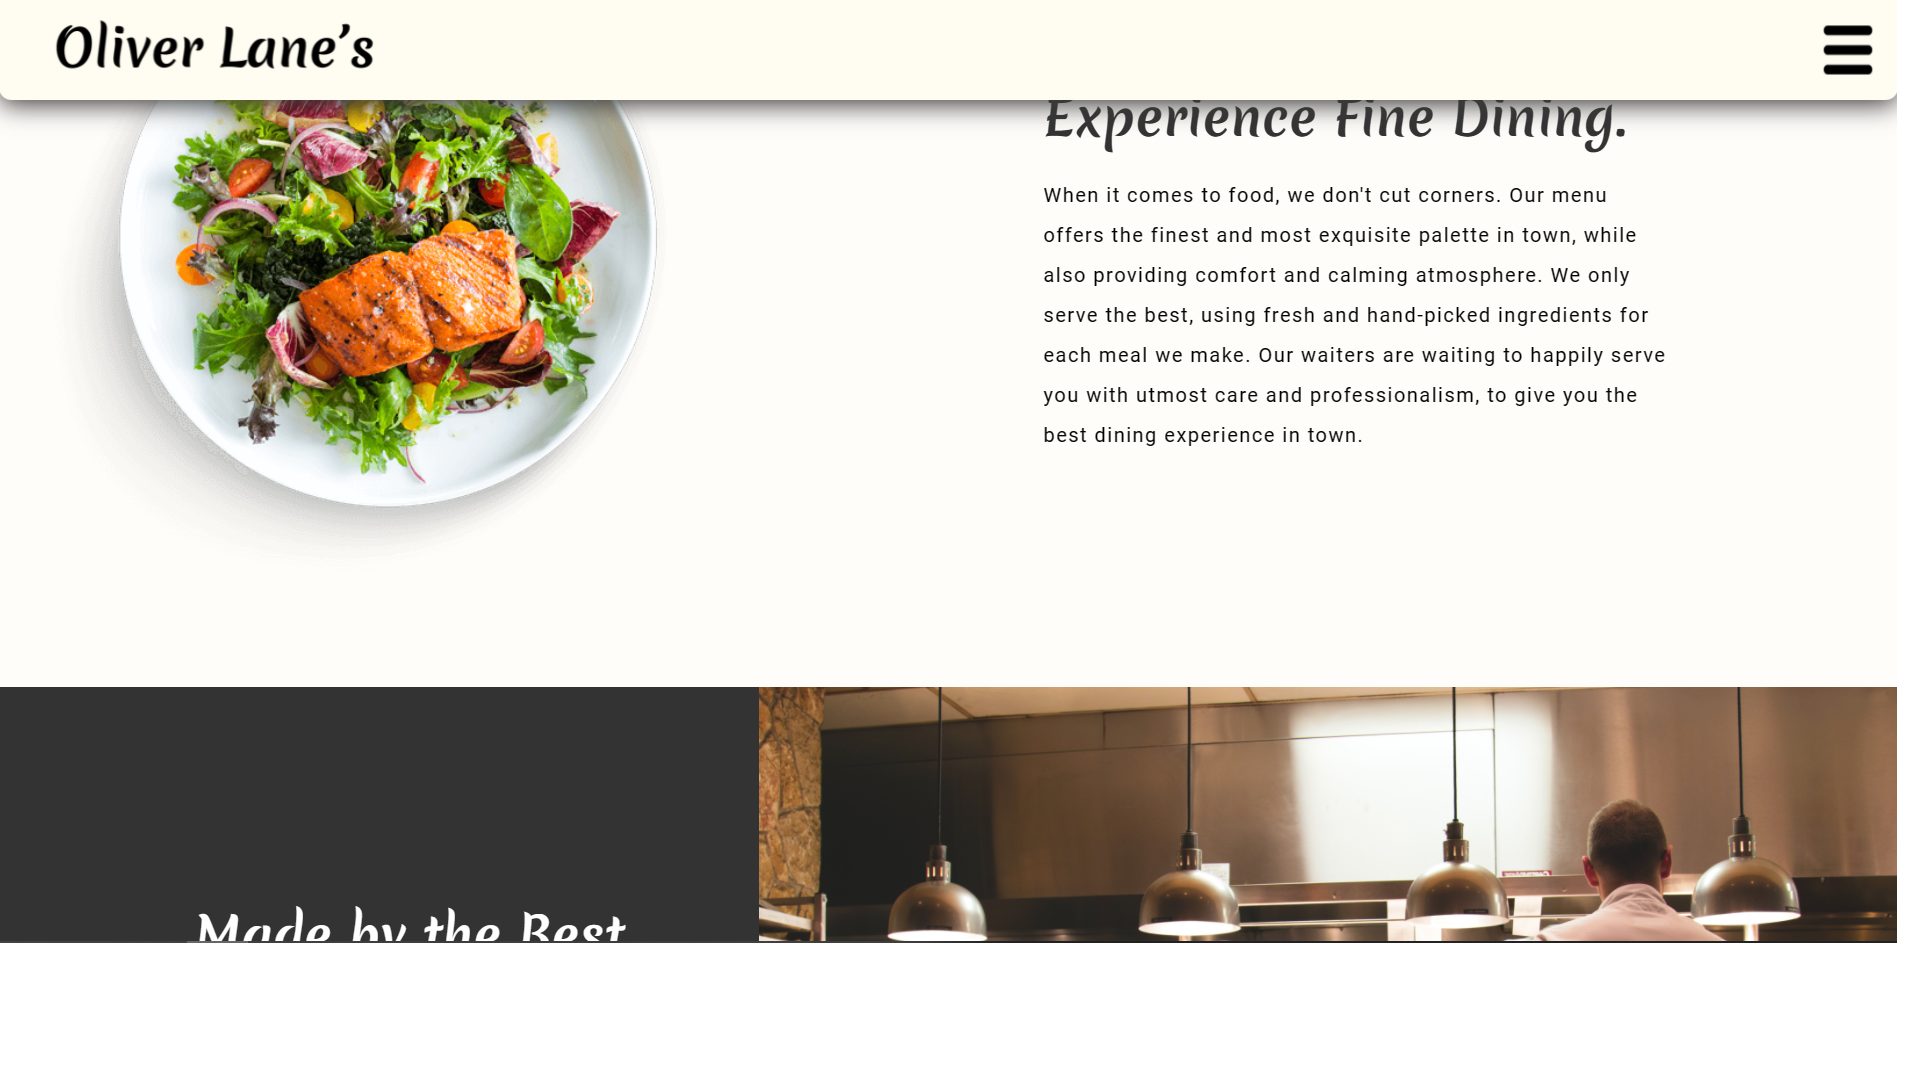 Oliver Lane's
Experience Fine Dining.
When it comes to food, we don't cut corners. Our menu
offers the finest and most exquisite palette in town, while
also providing comfort and calming atmosphere. We only
serve the best, using fresh and hand-picked ingredients for
each meal we make. Our waiters are waiting to happily serve
you with utmost care and professionalism, to give you the
best dining experience in town.
Made by the Best